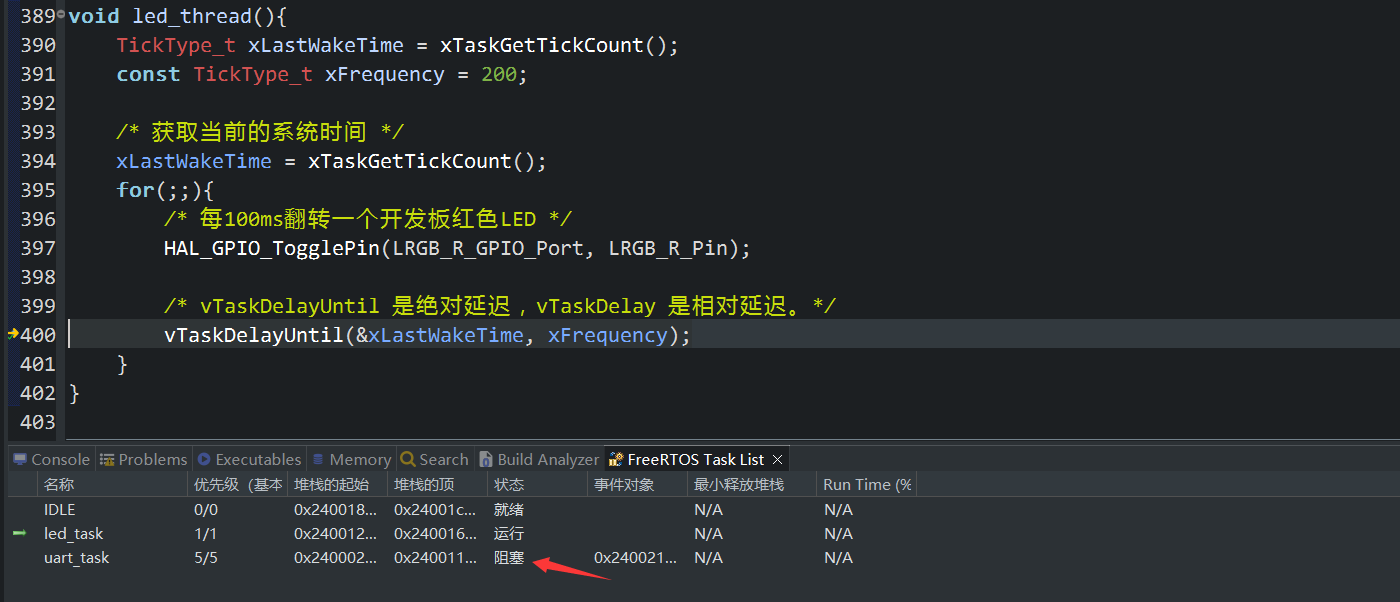 389 void led_thread(){
390 TickType_t xLastWakeTime = xTaskGetTickCount();
391 const TickType_t xFrequency = 200;
392
393 /* 获取当前的系统时间 */
394 xLastWakeTime = xTaskGetTickCount();
395 for(;;){
396 /* 每100ms翻转一个开发板红色LED */
397 HAL_GPIO_TogglePin(LRGB_R_GPIO_Port, LRGB_R_Pin);
398
399 /* vTaskDelayUntil 是绝对延迟，vTaskDelay 是相对延迟。*/
400 vTaskDelayUntil(&xLastWakeTime, xFrequency);
401 }
402 }
403
Console Problems Executables Memory Search Build Analyzer FreeRTOS Task List
名称 优先级（基本 堆栈的起始 堆栈的顶 状态 事件对象 最小释放堆栈 Run Time (%
IDLE 0/0 0x240018... 0x24001c... 就绪 N/A N/A
led_task 1/1 0x240012... 0x240016... 运行 N/A N/A
uart_task 5/5 0x240002... 0x240011... 阻塞 0x240021... N/A N/A